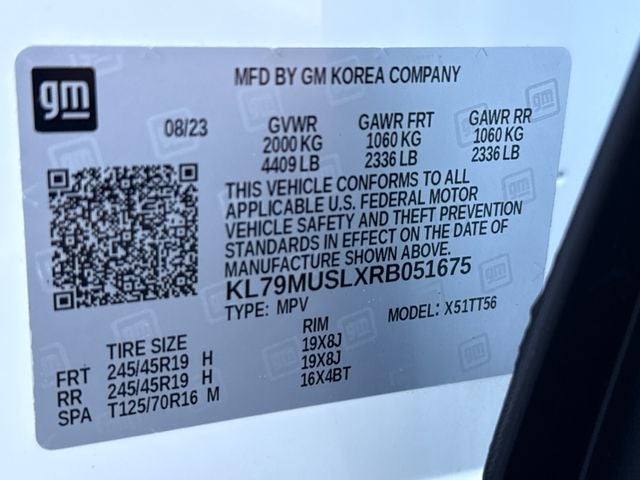 gm
MFD BY GM KOREA COMPANY
08/23 GVWR GAWR FRT GAWR RR
2000 KG 1060 KG 1060 KG
4409 LB 2336 LB 2336 LB
THIS VEHICLE CONFORMS TO ALL
APPLICABLE U.S. FEDERAL MOTOR
VEHICLE SAFETY AND THEFT PREVENTION
STANDARDS IN EFFECT ON THE DATE OF
MANUFACTURE SHOWN ABOVE.
KL79MUSLXRB051675
TYPE: MPV MODEL: X51TT56
TIRE SIZE RIM
FRT 245/45R19 H 19X8J
RR 245/45R19 H 19X8J
SPA T125/70R16 M 16X4BT